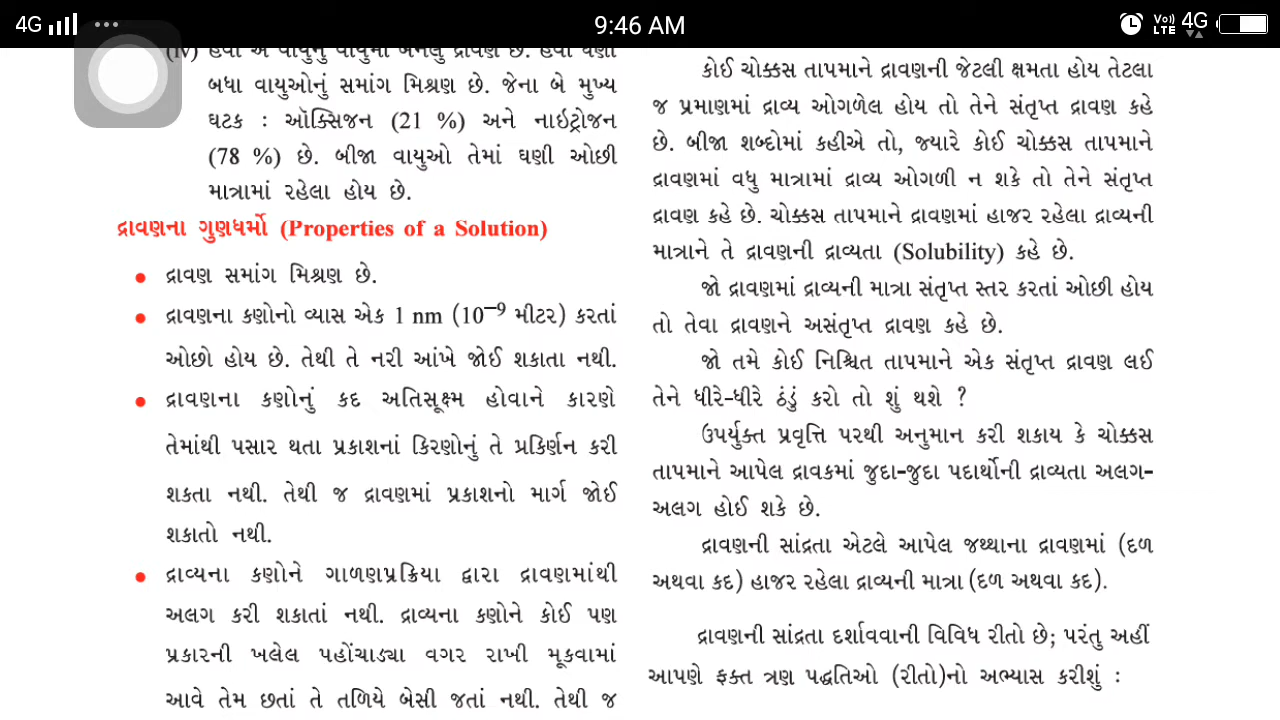 4G
9:46 AM
Vo)) LTE 4G
(iv) હવા એ વાયુનું વાયુમાં બનેલું દ્રાવણ છે. હવા ઘણા
બધા વાયુઓનું સમાંગ મિશ્રણ છે. જેના બે મુખ્ય
ઘટક : ઑક્સિજન (21 %) અને નાઇટ્રોજન
(78 %) છે. બીજા વાયુઓ તેમાં ઘણી ઓછી
માત્રામાં રહેલા હોય છે.
દ્રાવણના ગુણધર્મો (Properties of a Solution)
• દ્રાવણ સમાંગ મિશ્રણ છે.
• દ્રાવણના કણોનો વ્યાસ એક 1 nm (10⁻⁹ મીટર) કરતાં
ઓછો હોય છે. તેથી તે નરી આંખે જોઈ શકાતા નથી.
• દ્રાવણના કણોનું કદ અતિસૂક્ષ્મ હોવાને કારણે
તેમાંથી પસાર થતા પ્રકાશનાં કિરણોનું તે પ્રકિર્ણન કરી
શકતા નથી. તેથી જ દ્રાવણમાં પ્રકાશનો માર્ગ જોઈ
શકાતો નથી.
• દ્રાવ્યના કણોને ગાળણપ્રક્રિયા દ્વારા દ્રાવણમાંથી
અલગ કરી શકાતાં નથી. દ્રાવ્યના કણોને કોઈ પણ
પ્રકારની ખલેલ પહોંચાડ્યા વગર રાખી મૂકવામાં
આવે તેમ છતાં તે તળિયે બેસી જતાં નથી. તેથી જ
કોઈ ચોક્કસ તાપમાને દ્રાવણની જેટલી ક્ષમતા હોય તેટલા
જ પ્રમાણમાં દ્રાવ્ય ઓગળેલ હોય તો તેને સંતૃપ્ત દ્રાવણ કહે
છે. બીજા શબ્દોમાં કહીએ તો, જ્યારે કોઈ ચોક્કસ તાપમાને
દ્રાવણમાં વધુ માત્રામાં દ્રાવ્ય ઓગળી ન શકે તો તેને સંતૃપ્ત
દ્રાવણ કહે છે. ચોક્કસ તાપમાને દ્રાવણમાં હાજર રહેલા દ્રાવ્યની
માત્રાને તે દ્રાવણની દ્રાવ્યતા (Solubility) કહે છે.
જો દ્રાવણમાં દ્રાવ્યની માત્રા સંતૃપ્ત સ્તર કરતાં ઓછી હોય
તો તેવા દ્રાવણને અસંતૃપ્ત દ્રાવણ કહે છે.
જો તમે કોઈ નિશ્ચિત તાપમાને એક સંતૃપ્ત દ્રાવણ લઈ
તેને ધીરે-ધીરે ઠંડું કરો તો શું થશે ?
ઉપર્યુક્ત પ્રવૃત્તિ પરથી અનુમાન કરી શકાય કે ચોક્કસ
તાપમાને આપેલ દ્રાવકમાં જુદા-જુદા પદાર્થોની દ્રાવ્યતા અલગ-
અલગ હોઈ શકે છે.
દ્રાવણની સાંદ્રતા એટલે આપેલ જથ્થાના દ્રાવણમાં (દળ
અથવા કદ) હાજર રહેલા દ્રાવ્યની માત્રા (દળ અથવા કદ).
દ્રાવણની સાંદ્રતા દર્શાવવાની વિવિધ રીતો છે; પરંતુ અહીં
આપણે ફક્ત ત્રણ પદ્ધતિઓ (રીતો)નો અભ્યાસ કરીશું :